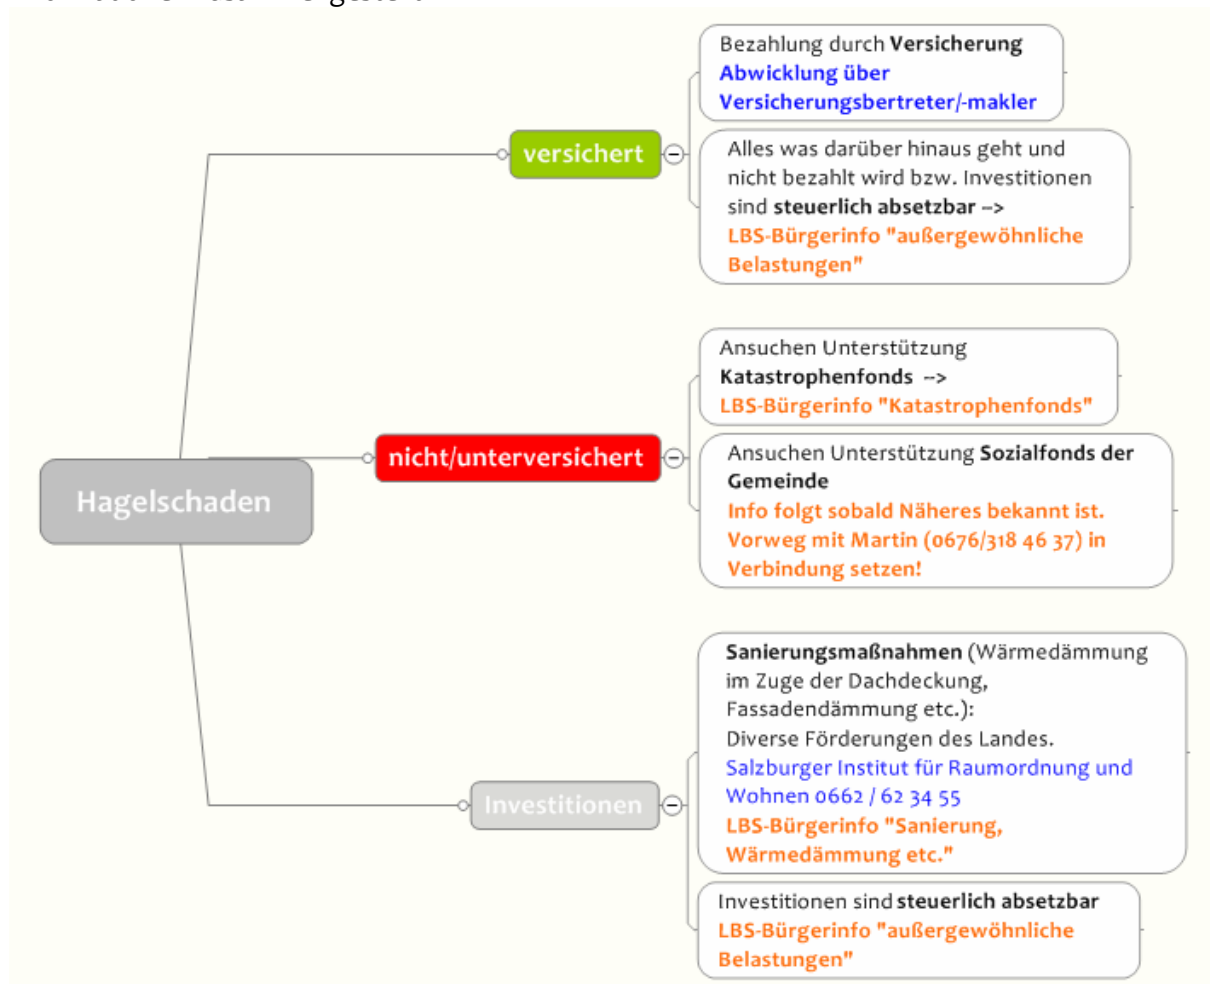 Bezahlung durch Versicherung
Abwicklung über
Versicherungsbertreter/-makler
versichert
Alles was darüber hinaus geht und
nicht bezahlt wird bzw. Investitionen
sind steuerlich absetzbar -->
LBS-Bürgerinfo "außergewöhnliche
Belastungen"
Ansuchen Unterstützung
Katastrophenfonds -->
LBS-Bürgerinfo "Katastrophenfonds"
nicht/unterversichert
Ansuchen Unterstützung Sozialfonds der
Gemeinde
Info folgt sobald Näheres bekannt ist.
Vorweg mit Martin (0676/318 46 37) in
Verbindung setzen!
Hagelschaden
Sanierungsmaßnahmen (Wärmedämmung
im Zuge der Dachdeckung,
Fassadendämmung etc.):
Diverse Förderungen des Landes.
Salzburger Institut für Raumordnung und
Wohnen 0662 / 62 34 55
LBS-Bürgerinfo "Sanierung,
Wärmedämmung etc."
Investitionen
Investitionen sind steuerlich absetzbar
LBS-Bürgerinfo "außergewöhnliche
Belastungen"